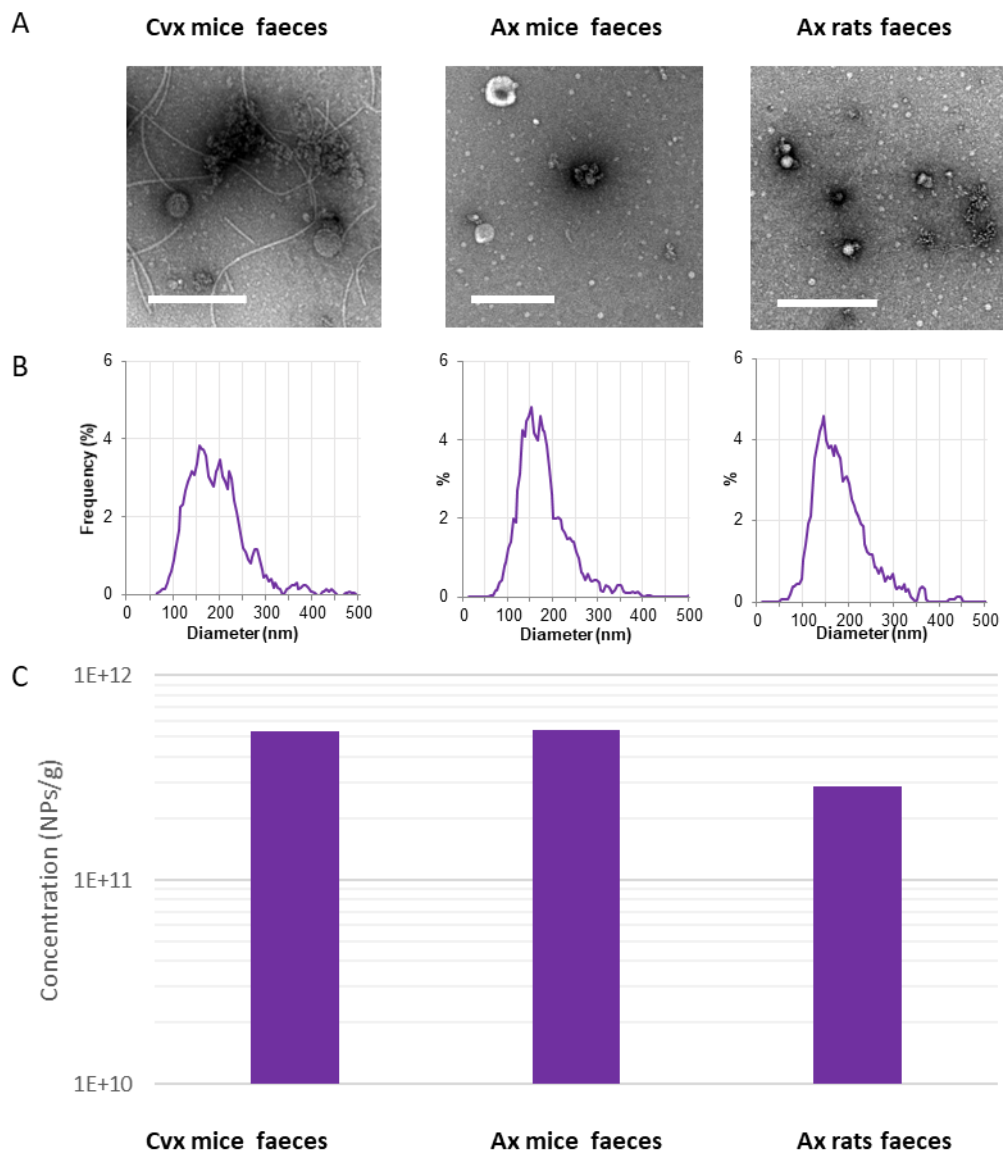 A
Cvx mice faeces
Ax mice faeces
Ax rats faeces
B
Frequency (%)
6
4
2
0
0 100 200 300 400 500
Diameter (nm)
%
6
4
2
0
0 100 200 300 400 500
Diameter (nm)
%
6
4
2
0
0 100 200 300 400 500
Diameter (nm)
C
Concentration (NPs/g)
1E+12
1E+11
1E+10
Cvx mice faeces
Ax mice faeces
Ax rats faeces